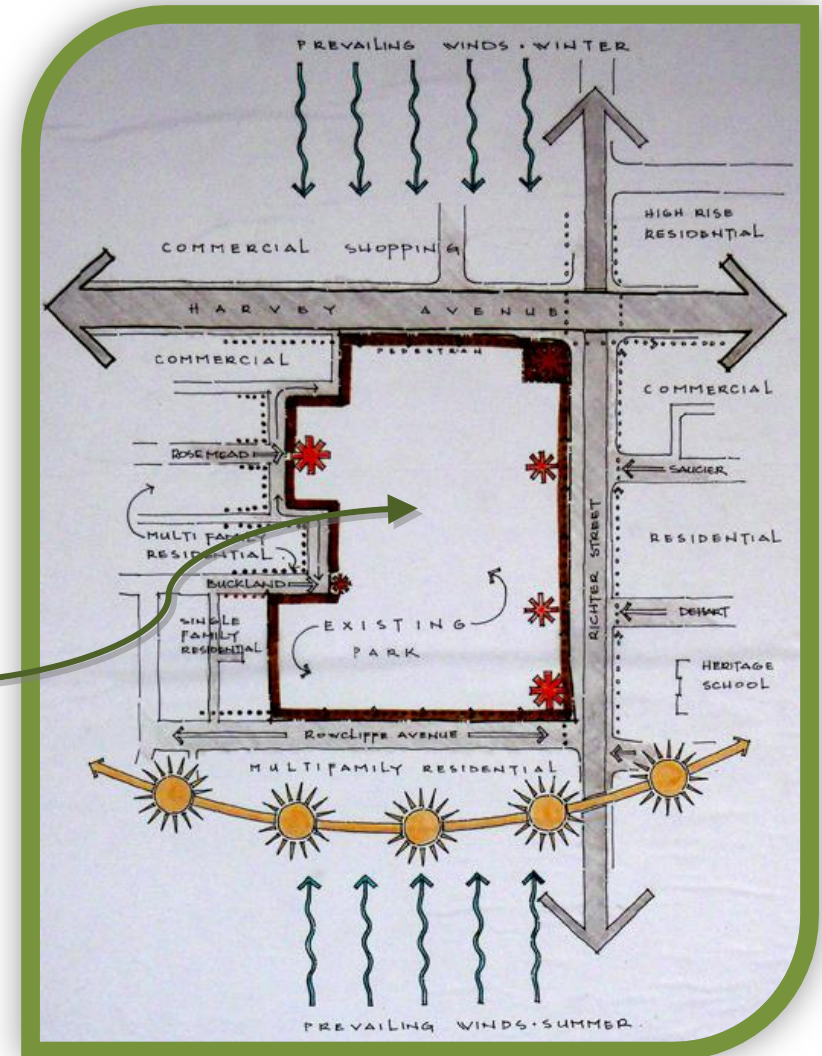 PREVAILING WINDS · WINTER
HIGH RISE
RESIDENTIAL
COMMERCIAL SHOPPING
HARVEY AVENUE
PEDESTRIAN
COMMERCIAL
COMMERCIAL
ROSEMEAD
SAUCIER
RICHTER STREET
MULTI FAMILY
RESIDENTIAL
RESIDENTIAL
BUCKLAND
DEHART
SINGLE
FAMILY
RESIDENTIAL
EXISTING
PARK
HERITAGE
SCHOOL
ROWCLIFFE AVENUE
MULTIFAMILY RESIDENTIAL
PREVAILING WINDS · SUMMER